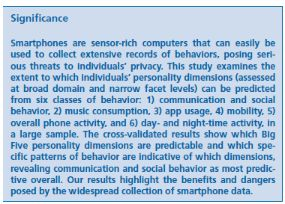 Significance
Smartphones are sensor-rich computers that can easily be
used to collect extensive records of behaviors, posing seri-
ous threats to individuals' privacy. This study examines the
extent to which individuals' personality dimensions (assessed
at broad domain and narrow facet levels) can be predicted
from six classes of behavior: 1) communication and social
behavior, 2) music consumption, 3) app usage, 4) mobility, 5)
overall phone activity, and 6) day- and night-time activity, in
a large sample. The cross-validated results show which Big
Five personality dimensions are predictable and which spe-
cific patterns of behavior are indicative of which dimensions,
revealing communication and social behavior as most predic-
tive overall. Our results highlight the benefits and dangers
posed by the widespread collection of smartphone data.